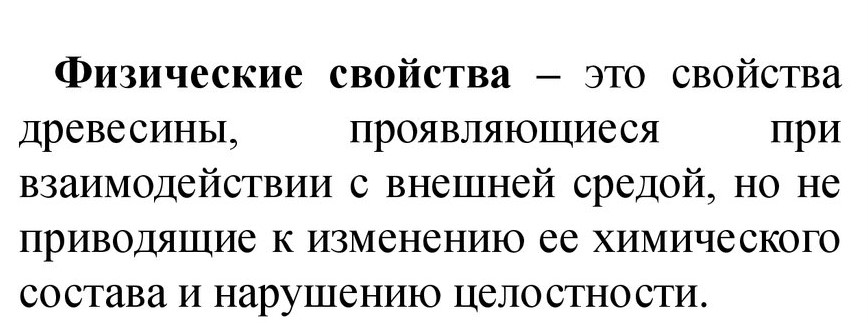 Физические свойства – это свойства
древесины, проявляющиеся при
взаимодействии с внешней средой, но не
приводящие к изменению ее химического
состава и нарушению целостности.